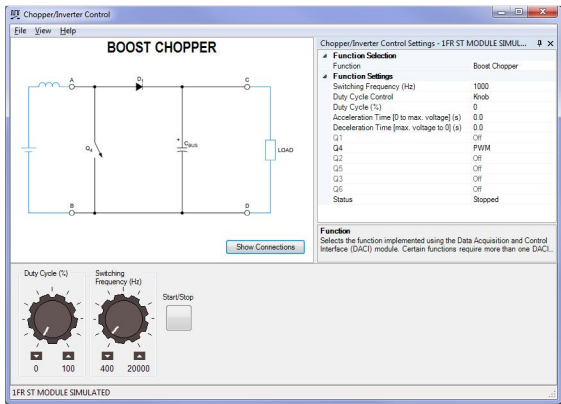 Chopper/Inverter Control
File View Help
BOOST CHOPPER
A
D1
C
Q4
+
CBUS
LOAD
B
D
Show Connections
Chopper/Inverter Control Settings - 1FR ST MODULE SIMUL...
Function Selection
Function Boost Chopper
Function Settings
Switching Frequency (Hz) 1000
Duty Cycle Control Knob
Duty Cycle (%) 0
Acceleration Time [0 to max. voltage] (s) 0.0
Deceleration Time [max. voltage to 0] (s) 0.0
Q1 Off
Q4 PWM
Q2 Off
Q5 Off
Q3 Off
Q6 Off
Status Stopped
Function
Selects the function implemented using the Data Acquisition and Control
Interface (DACI) module. Certain functions require more than one DACI...
Duty Cycle (%)
0 100
Switching
Frequency (Hz)
400 20000
Start/Stop
1FR ST MODULE SIMULATED